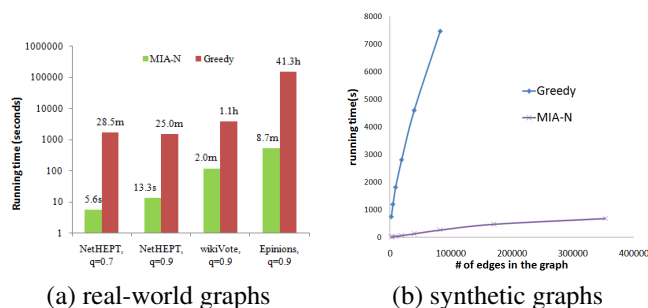 MIA-N Greedy
Running time (seconds)
1000000
100000
10000
1000
100
10
1
5.6s
28.5m
13.3s
25.0m
2.0m
1.1h
8.7m
41.3h
NetHEPT, q=0.7
NetHEPT, q=0.9
wikiVote, q=0.9
Epinions, q=0.9
(a) real-world graphs
running time(s)
8000
7000
6000
5000
4000
3000
2000
1000
0
0 100000 200000 300000 400000
# of edges in the graph
Greedy
MIA-N
(b) synthetic graphs